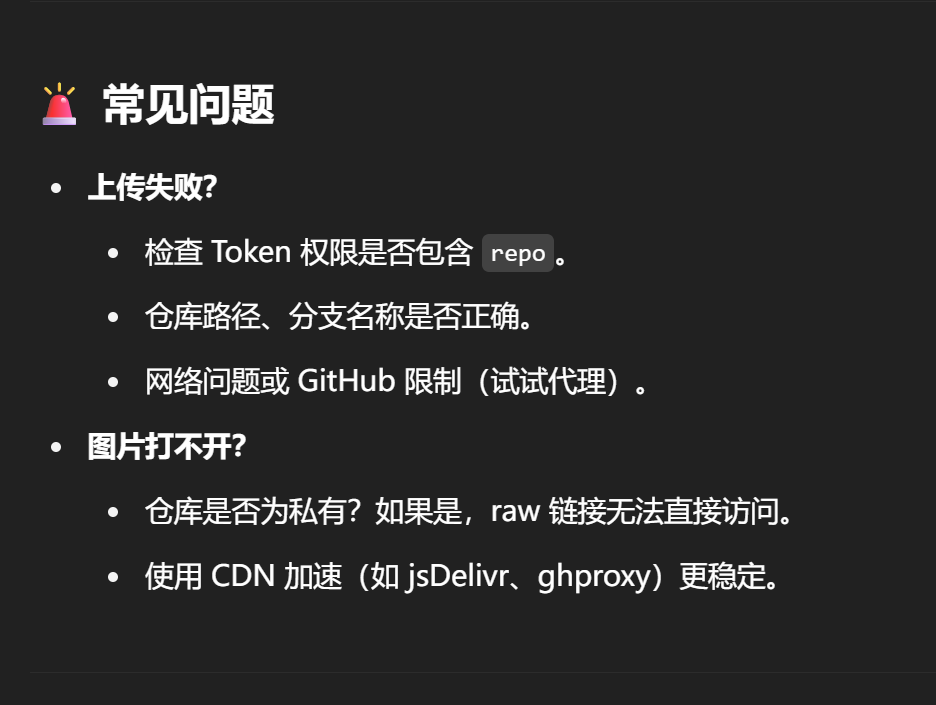 🚨 常见问题
• 上传失败？
• 检查 Token 权限是否包含 repo。
• 仓库路径、分支名称是否正确。
• 网络问题或 GitHub 限制（试试代理）。
• 图片打不开？
• 仓库是否为私有？如果是，raw 链接无法直接访问。
• 使用 CDN 加速（如 jsDelivr、ghproxy）更稳定。